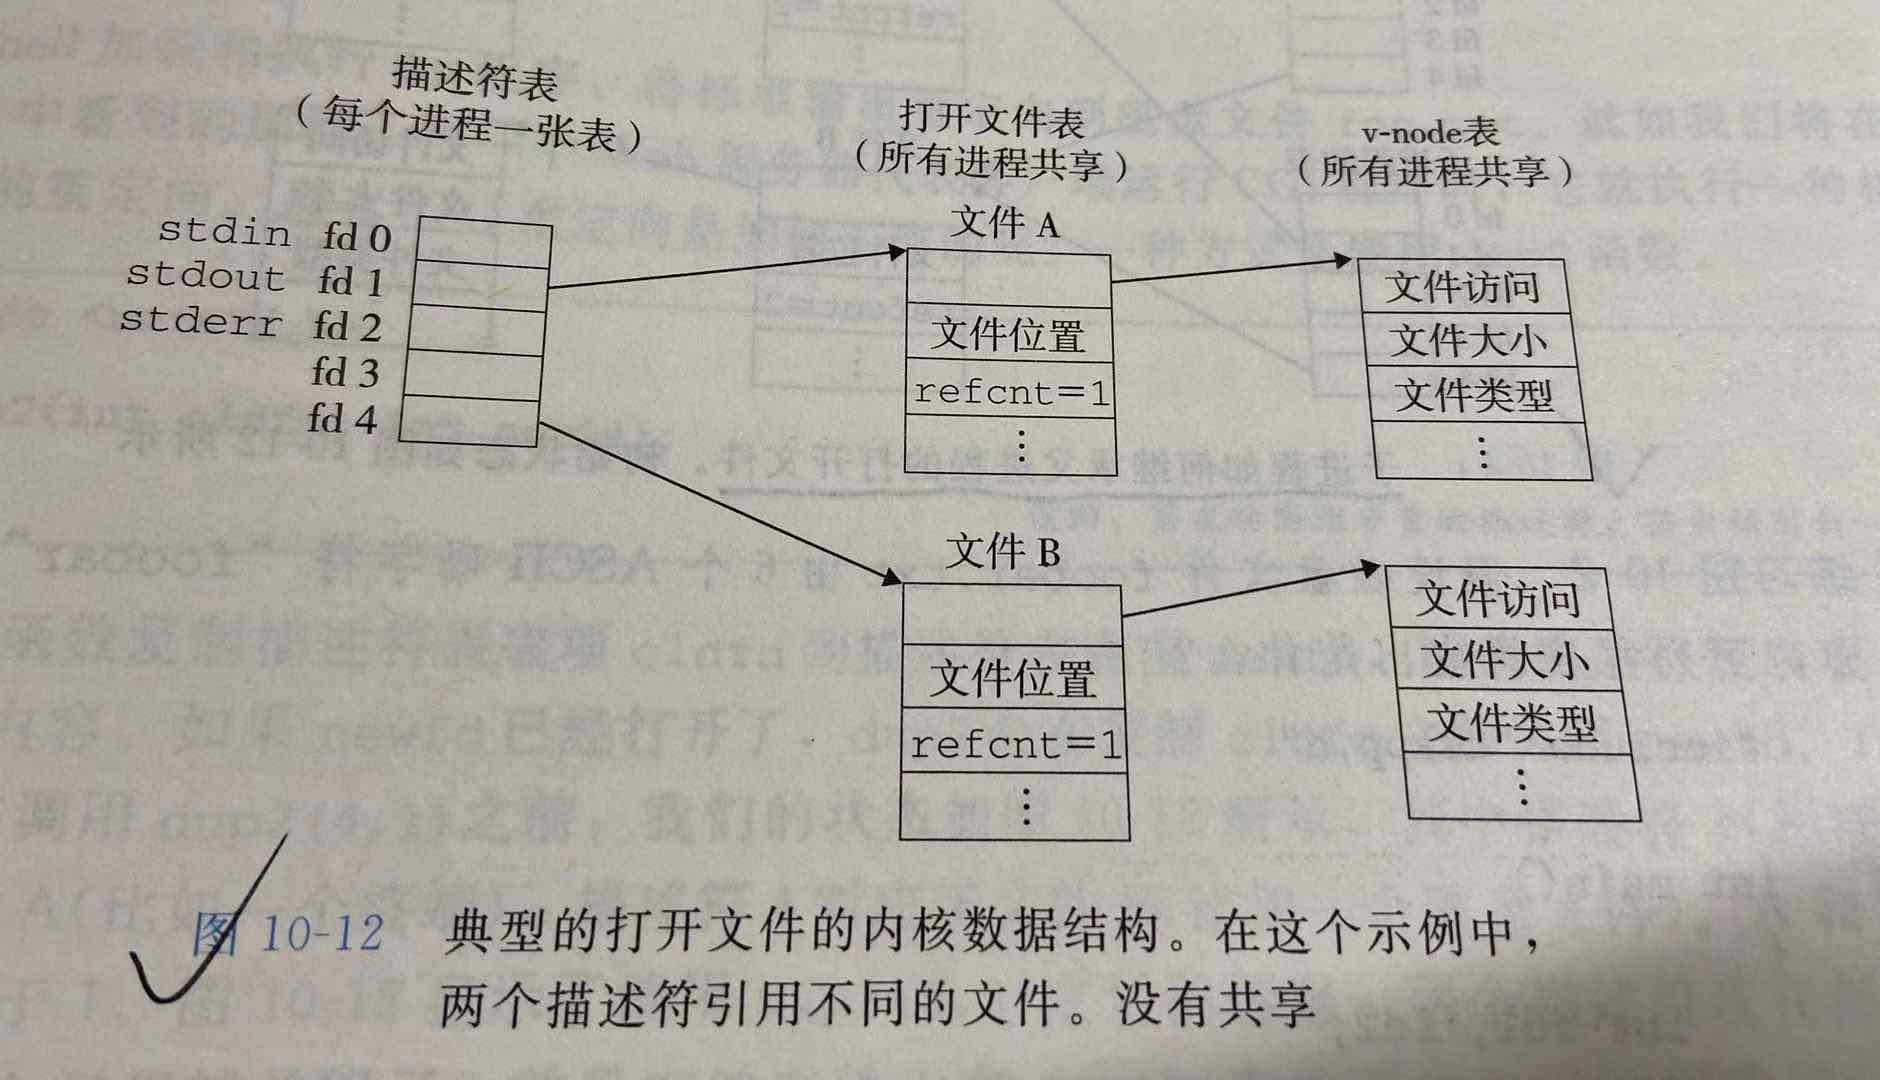 描述符表
（每个进程一张表）
打开文件表
（所有进程共享）
v-node表
（所有进程共享）
stdin fd 0
stdout fd 1
stderr fd 2
fd 3
fd 4
文件 A
文件位置
refcnt=1
⋮
文件访问
文件大小
文件类型
⋮
文件 B
文件位置
refcnt=1
⋮
文件访问
文件大小
文件类型
⋮
图 10-12 典型的打开文件的内核数据结构。在这个示例中，
两个描述符引用不同的文件。没有共享